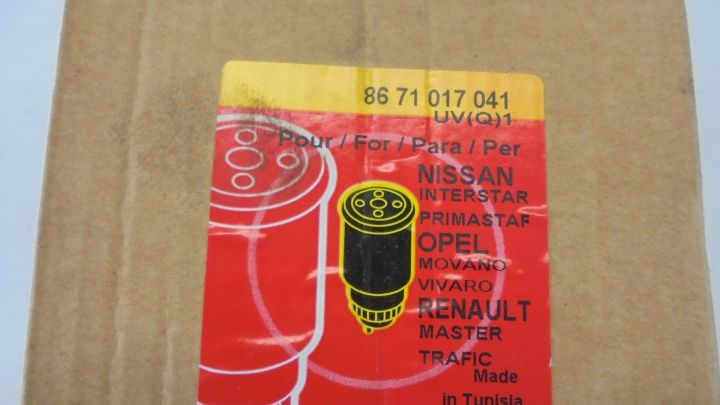 86 71 017 041
UV(Q)1
Pour / For / Para / Per
NISSAN
INTERSTAR
PRIMASTAR
OPEL
MOVANO
VIVARO
RENAULT
MASTER
TRAFIC
Made
in Tunisia